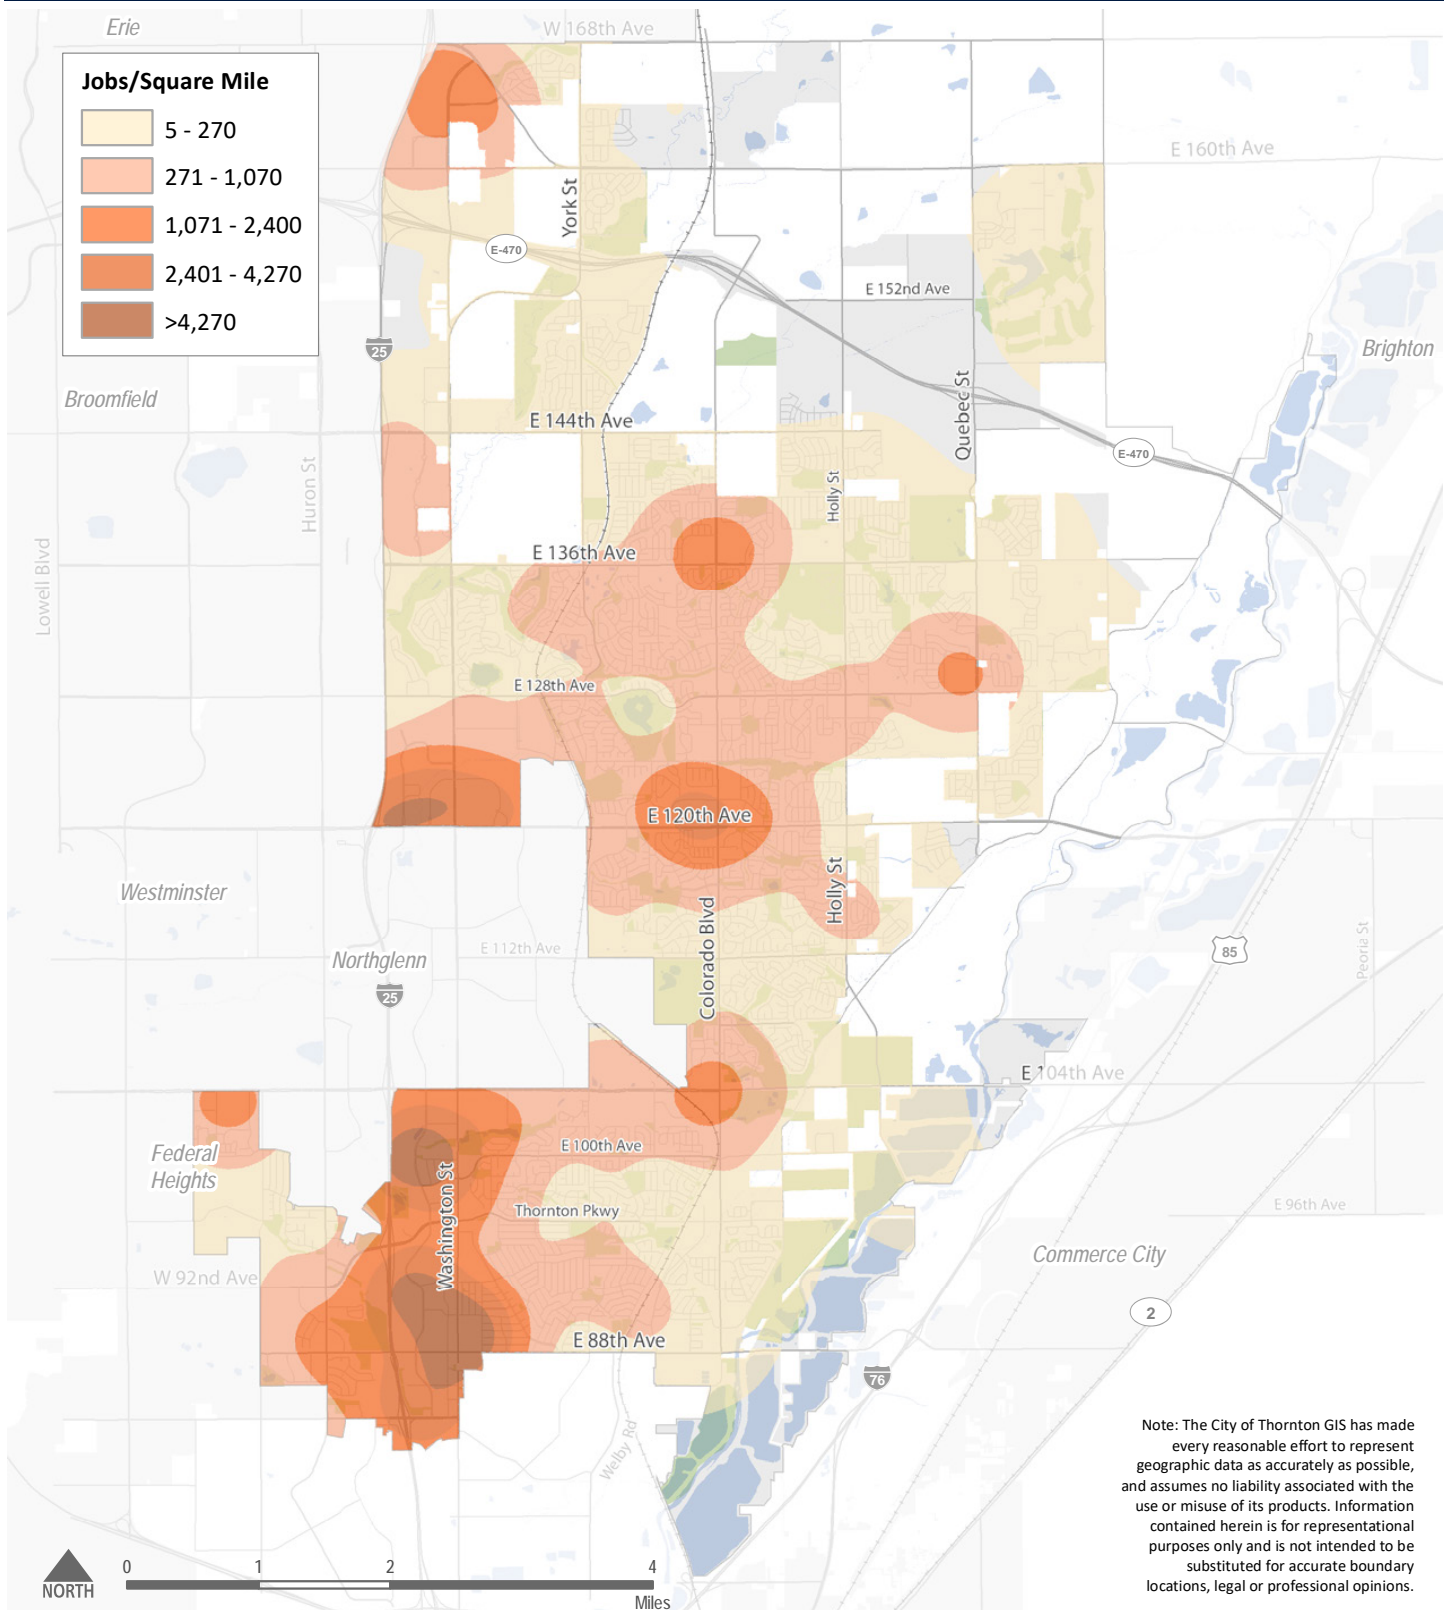 Erie
W 168th Ave
Jobs/Square Mile
5 - 270
271 - 1,070
1,071 - 2,400
2,401 - 4,270
>4,270
E 160th Ave
York St
E-470
E 152nd Ave
25
Brighton
Broomfield
Quebec St
E 144th Ave
E-470
Huron St
Holly St
Lowell Blvd
E 136th Ave
E 128th Ave
E 120th Ave
Westminster
Holly St
Colorado Blvd
E 112th Ave
Northglenn
25
85
Peoria St
E 104th Ave
Federal
Heights
E 100th Ave
Washington St
Thornton Pkwy
E 96th Ave
Commerce City
W 92nd Ave
2
E 88th Ave
76
Welby Rd
Note: The City of Thornton GIS has made
every reasonable effort to represent
geographic data as accurately as possible,
and assumes no liability associated with the
use or misuse of its products. Information
contained herein is for representational
purposes only and is not intended to be
substituted for accurate boundary
locations, legal or professional opinions.
NORTH
0 1 2 4
Miles